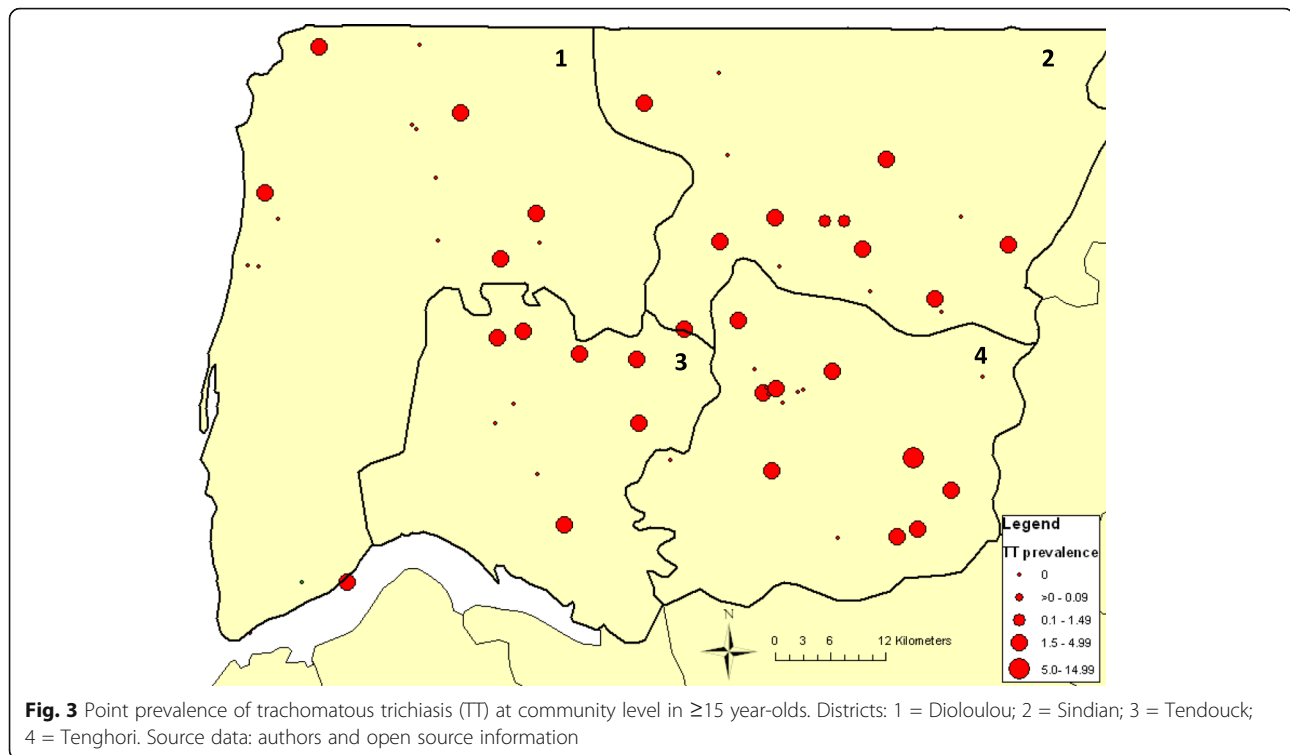 1
2
3
4
Legend
TT prevalence
0
>0 - 0.09
0.1 - 1.49
1.5 - 4.99
5.0- 14.99
N
0 3 6 12 Kilometers
Fig. 3 Point prevalence of trachomatous trichiasis (TT) at community level in ≥15 year-olds. Districts: 1 = Dioloulou; 2 = Sindian; 3 = Tendouck;
4 = Tenghori. Source data: authors and open source information